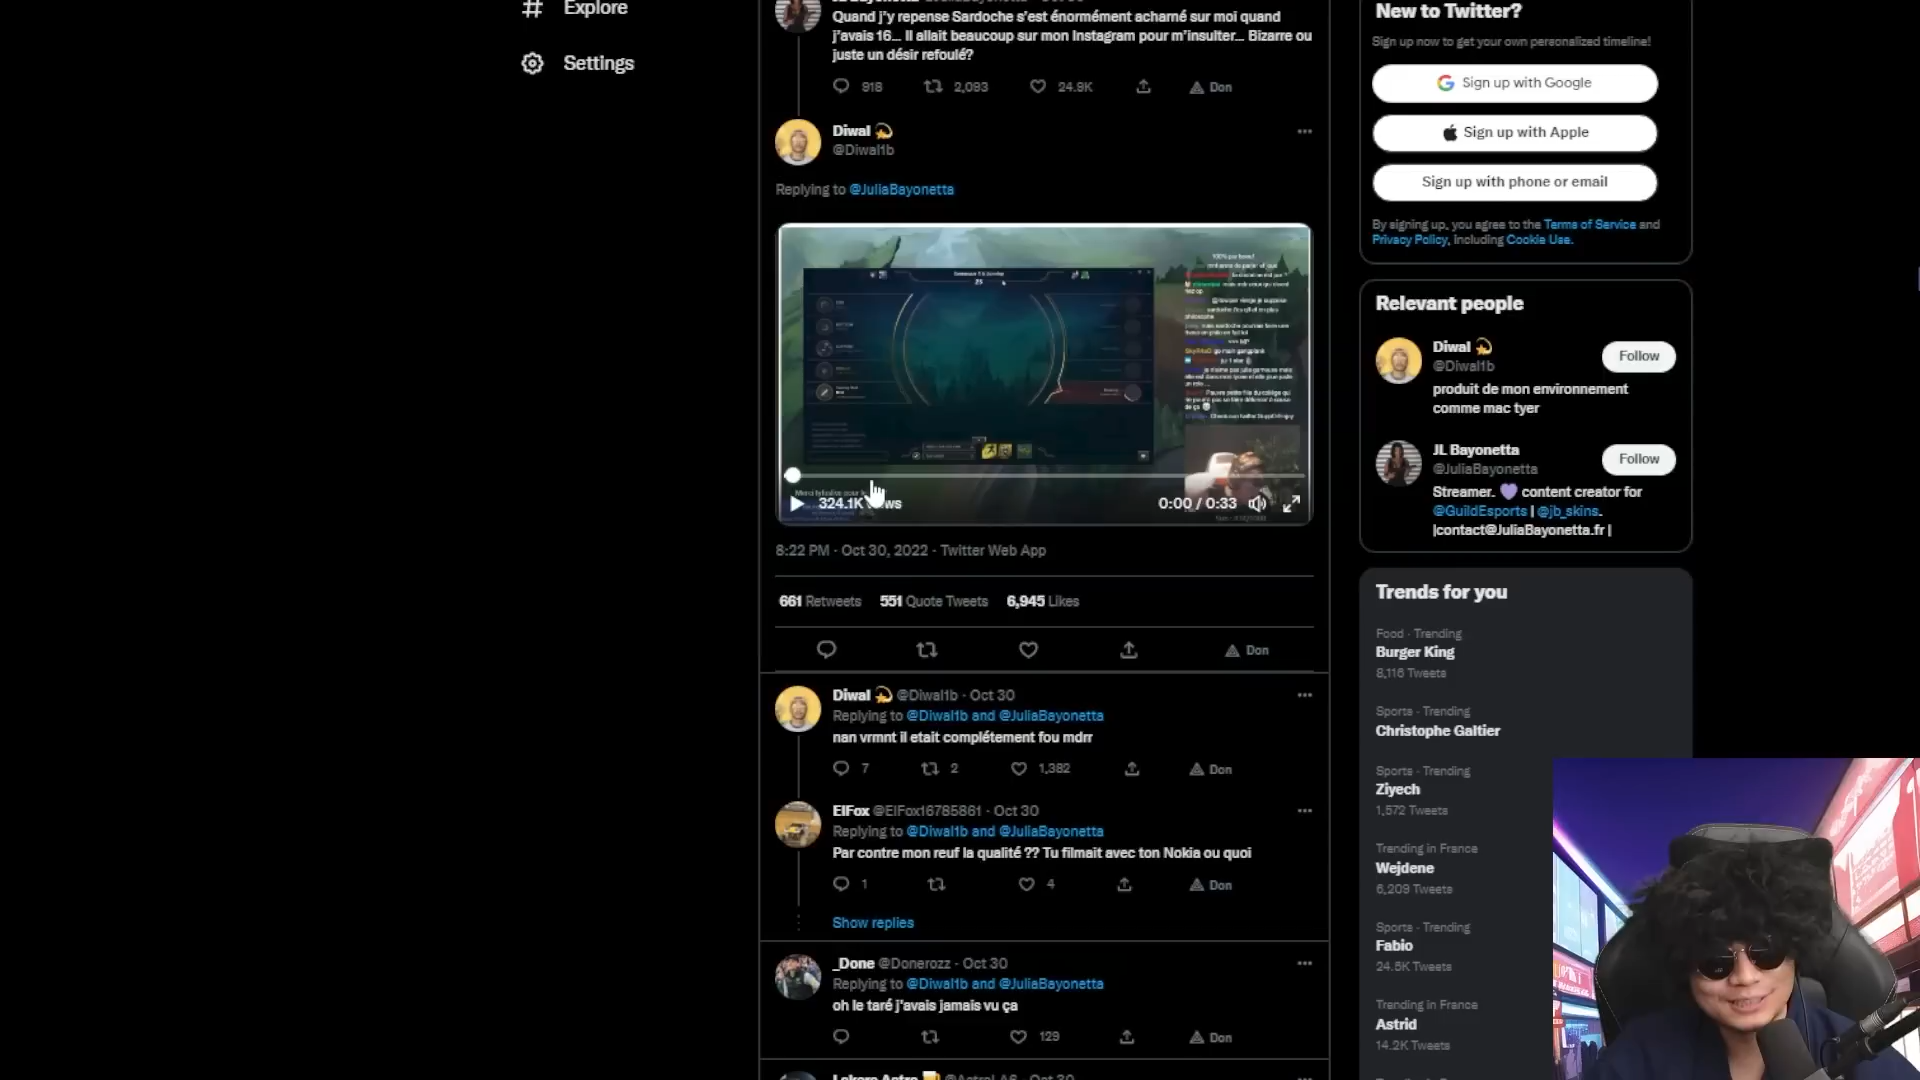 Explore
Settings
Quand j'y repense Sardoche s'est énormément acharné sur moi quand
j'avais 16... Il allait beaucoup sur mon Instagram pour m'insulter... Bizarre ou
juste un désir refoulé?
918 2,093 24.9K Don
Diwal 💫
@Diwal1b
Replying to @JuliaBayonetta
324.1K views
0:00 / 0:33
8:22 PM · Oct 30, 2022 · Twitter Web App
661 Retweets 551 Quote Tweets 6,945 Likes
Don
Diwal 💫 @Diwal1b · Oct 30
Replying to @Diwal1b and @JuliaBayonetta
nan vrmnt il etait complétement fou mdrr
7 2 1,382 Don
ElFox @ElFox16785861 · Oct 30
Replying to @Diwal1b and @JuliaBayonetta
Par contre mon reuf la qualité ?? Tu filmait avec ton Nokia ou quoi
1 4 Don
Show replies
_Done @Donerozz · Oct 30
Replying to @Diwal1b and @JuliaBayonetta
oh le taré j'avais jamais vu ça
129 Don
New to Twitter?
Sign up now to get your own personalized timeline!
Sign up with Google
Sign up with Apple
Sign up with phone or email
By signing up, you agree to the Terms of Service and
Privacy Policy, including Cookie Use.
Relevant people
Diwal 💫
@Diwal1b
Follow
produit de mon environnement
comme mac tyer
JL Bayonetta
@JuliaBayonetta
Follow
Streamer. 💜 content creator for
@GuildEsports | @jb_skins.
|contact@JuliaBayonetta.fr |
Trends for you
Food · Trending
Burger King
8,116 Tweets
Sports · Trending
Christophe Galtier
Sports · Trending
Ziyech
1,572 Tweets
Trending in France
Wejdene
6,209 Tweets
Sports · Trending
Fabio
24.5K Tweets
Trending in France
Astrid
14.2K Tweets